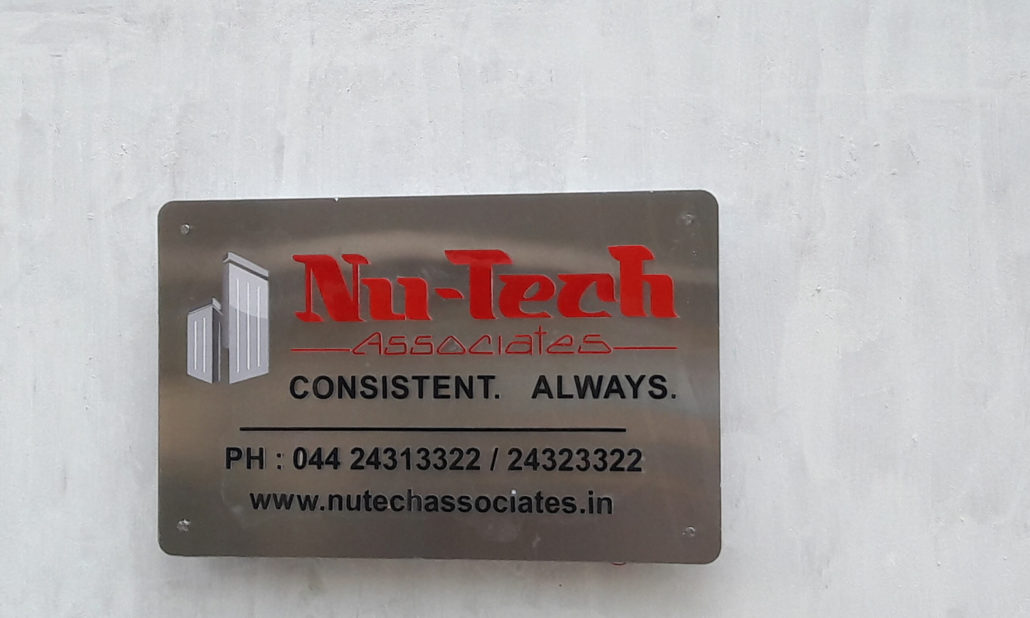 Nu-Tech
Associates
CONSISTENT. ALWAYS.
PH : 044 24313322 / 24323322
www.nutechassociates.in